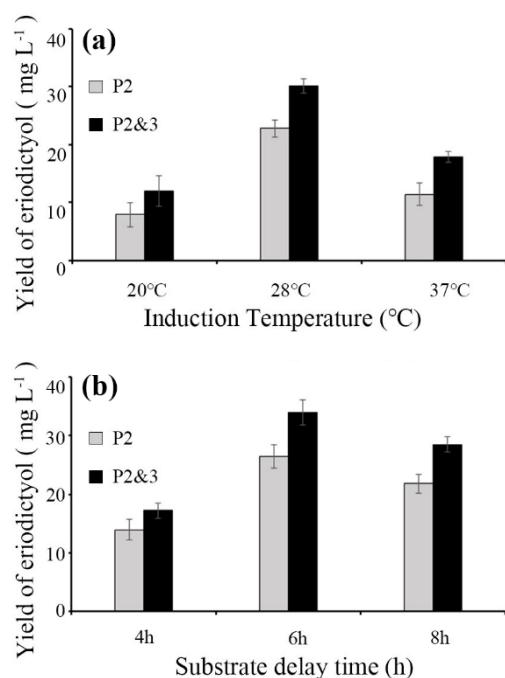 (a)
40
30
20
10
0
P2
P2&3
Yield of eriodictyol ( mg L-1 )
20℃ 28℃ 37℃
Induction Temperature (℃)
(b)
40
30
20
10
0
P2
P2&3
Yield of eriodictyol ( mg L-1 )
4h 6h 8h
Substrate delay time (h)